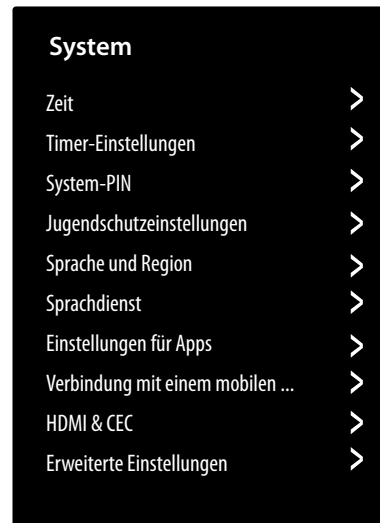 System
Zeit
Timer-Einstellungen
System-PIN
Jugendschutzeinstellungen
Sprache und Region
Sprachdienst
Einstellungen für Apps
Verbindung mit einem mobilen ...
HDMI & CEC
Erweiterte Einstellungen